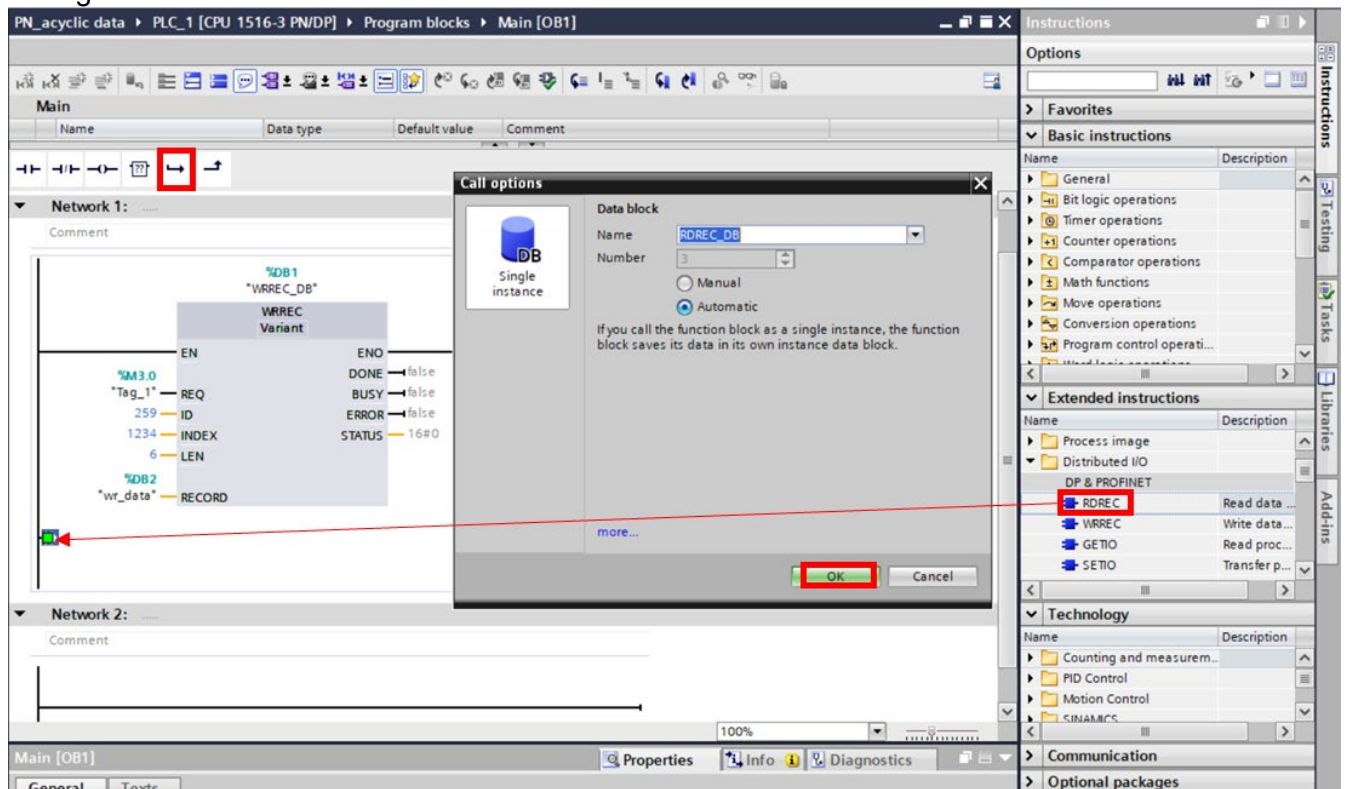 PN_acyclic data ▸ PLC_1 [CPU 1516-3 PN/DP] ▸ Program blocks ▸ Main [OB1]
Main
Name Data type Default value Comment
??
Network 1: .....
Comment
%DB1
"WRREC_DB"
WRREC
Variant
EN ENO
DONE false
%M3.0
"Tag_1" REQ BUSY false
259 ID ERROR false
1234 INDEX STATUS 16#0
6 LEN
%DB2
"wr_data" RECORD
Network 2: .....
Comment
100%
Call options
DB
Single
instance
Data block
Name RDREC_DB
Number 3
Manual
Automatic
If you call the function block as a single instance, the function
block saves its data in its own instance data block.
more...
OK Cancel
Main [OB1] Properties Info Diagnostics
General Texts
Instructions
Options
Favorites
Basic instructions
Name Description
General
Bit logic operations
Timer operations
Counter operations
Comparator operations
Math functions
Move operations
Conversion operations
Program control operati...
Word logic operations
Extended instructions
Name Description
Process image
Distributed I/O
DP & PROFINET
RDREC Read data ...
WRREC Write data...
GETIO Read proc...
SETIO Transfer p...
Technology
Name Description
Counting and measurem..
PID Control
Motion Control
SINAMICS
Communication
Optional packages
Instructions
Testing
Tasks
Libraries
Add-ins